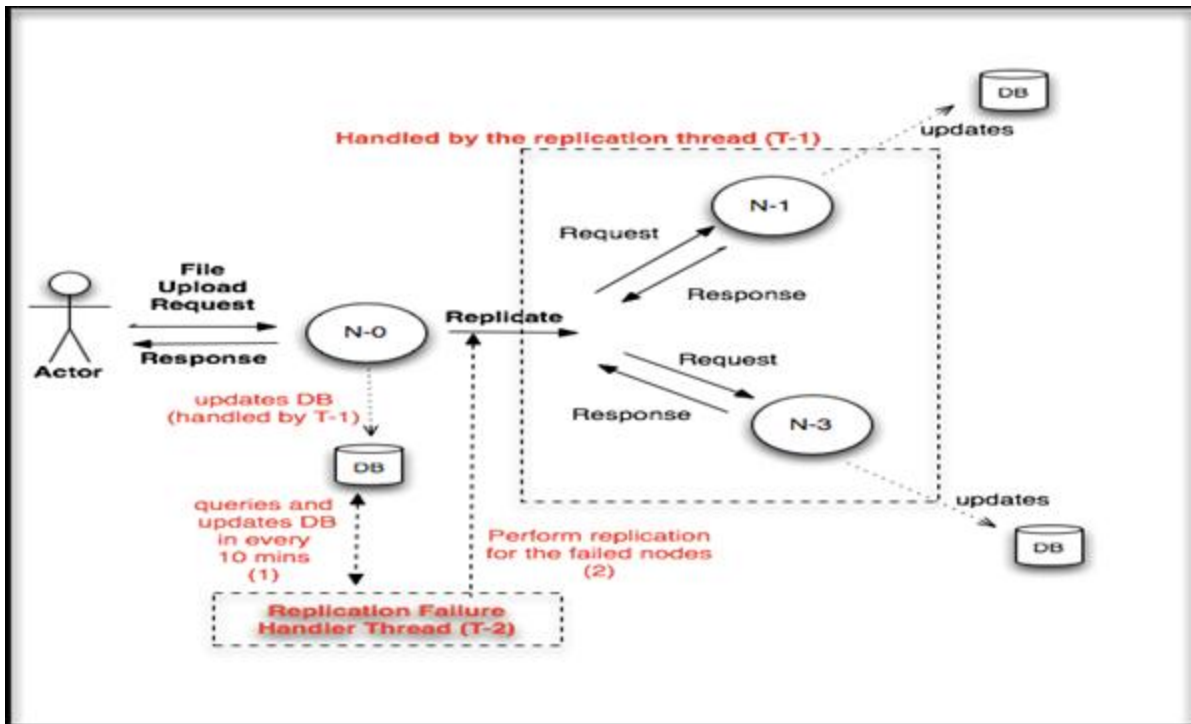 DB
updates
Handled by the replication thread (T-1)
N-1
Request
Response
File
Upload
Request
Response
Actor
N-0
Replicate
Request
Response
N-3
updates DB
(handled by T-1)
DB
queries and
updates DB
in every
10 mins
(1)
Perform replication
for the failed nodes
(2)
updates
DB
Replication Failure
Handler Thread (T-2)